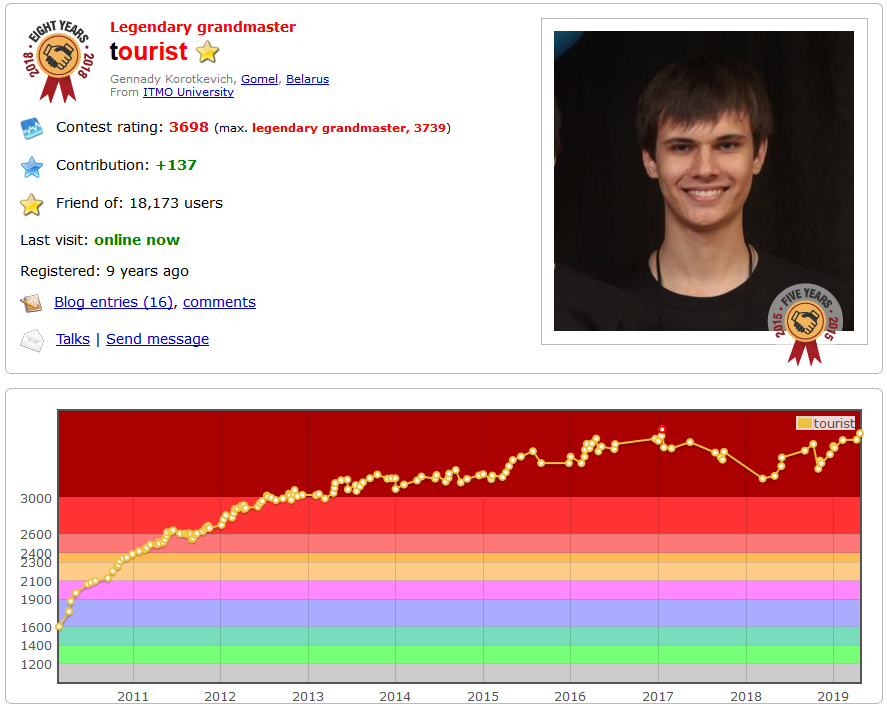 EIGHT YEARS
2018
2018
Legendary grandmaster
tourist
Gennady Korotkevich, Gomel, Belarus
From ITMO University
Contest rating: 3698 (max. legendary grandmaster, 3739)
Contribution: +137
Friend of: 18,173 users
Last visit: online now
Registered: 9 years ago
Blog entries (16), comments
Talks | Send message
FIVE YEARS
2015
2015
tourist
3000
2600
2400
2300
2100
1900
1600
1400
1200
2011 2012 2013 2014 2015 2016 2017 2018 2019